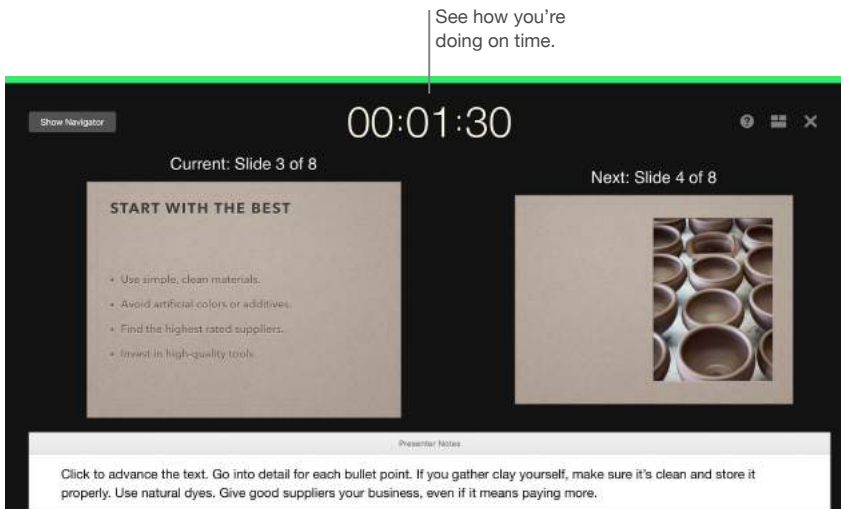 See how you’re
doing on time.
Show Navigator
00:01:30
Current: Slide 3 of 8
Next: Slide 4 of 8
START WITH THE BEST
• Use simple, clean materials.
• Avoid artificial colors or additives.
• Find the highest rated suppliers.
• Invest in high-quality tools.
Presenter Notes
Click to advance the text. Go into detail for each bullet point. If you gather clay yourself, make sure it’s clean and store it
properly. Use natural dyes. Give good suppliers your business, even if it means paying more.